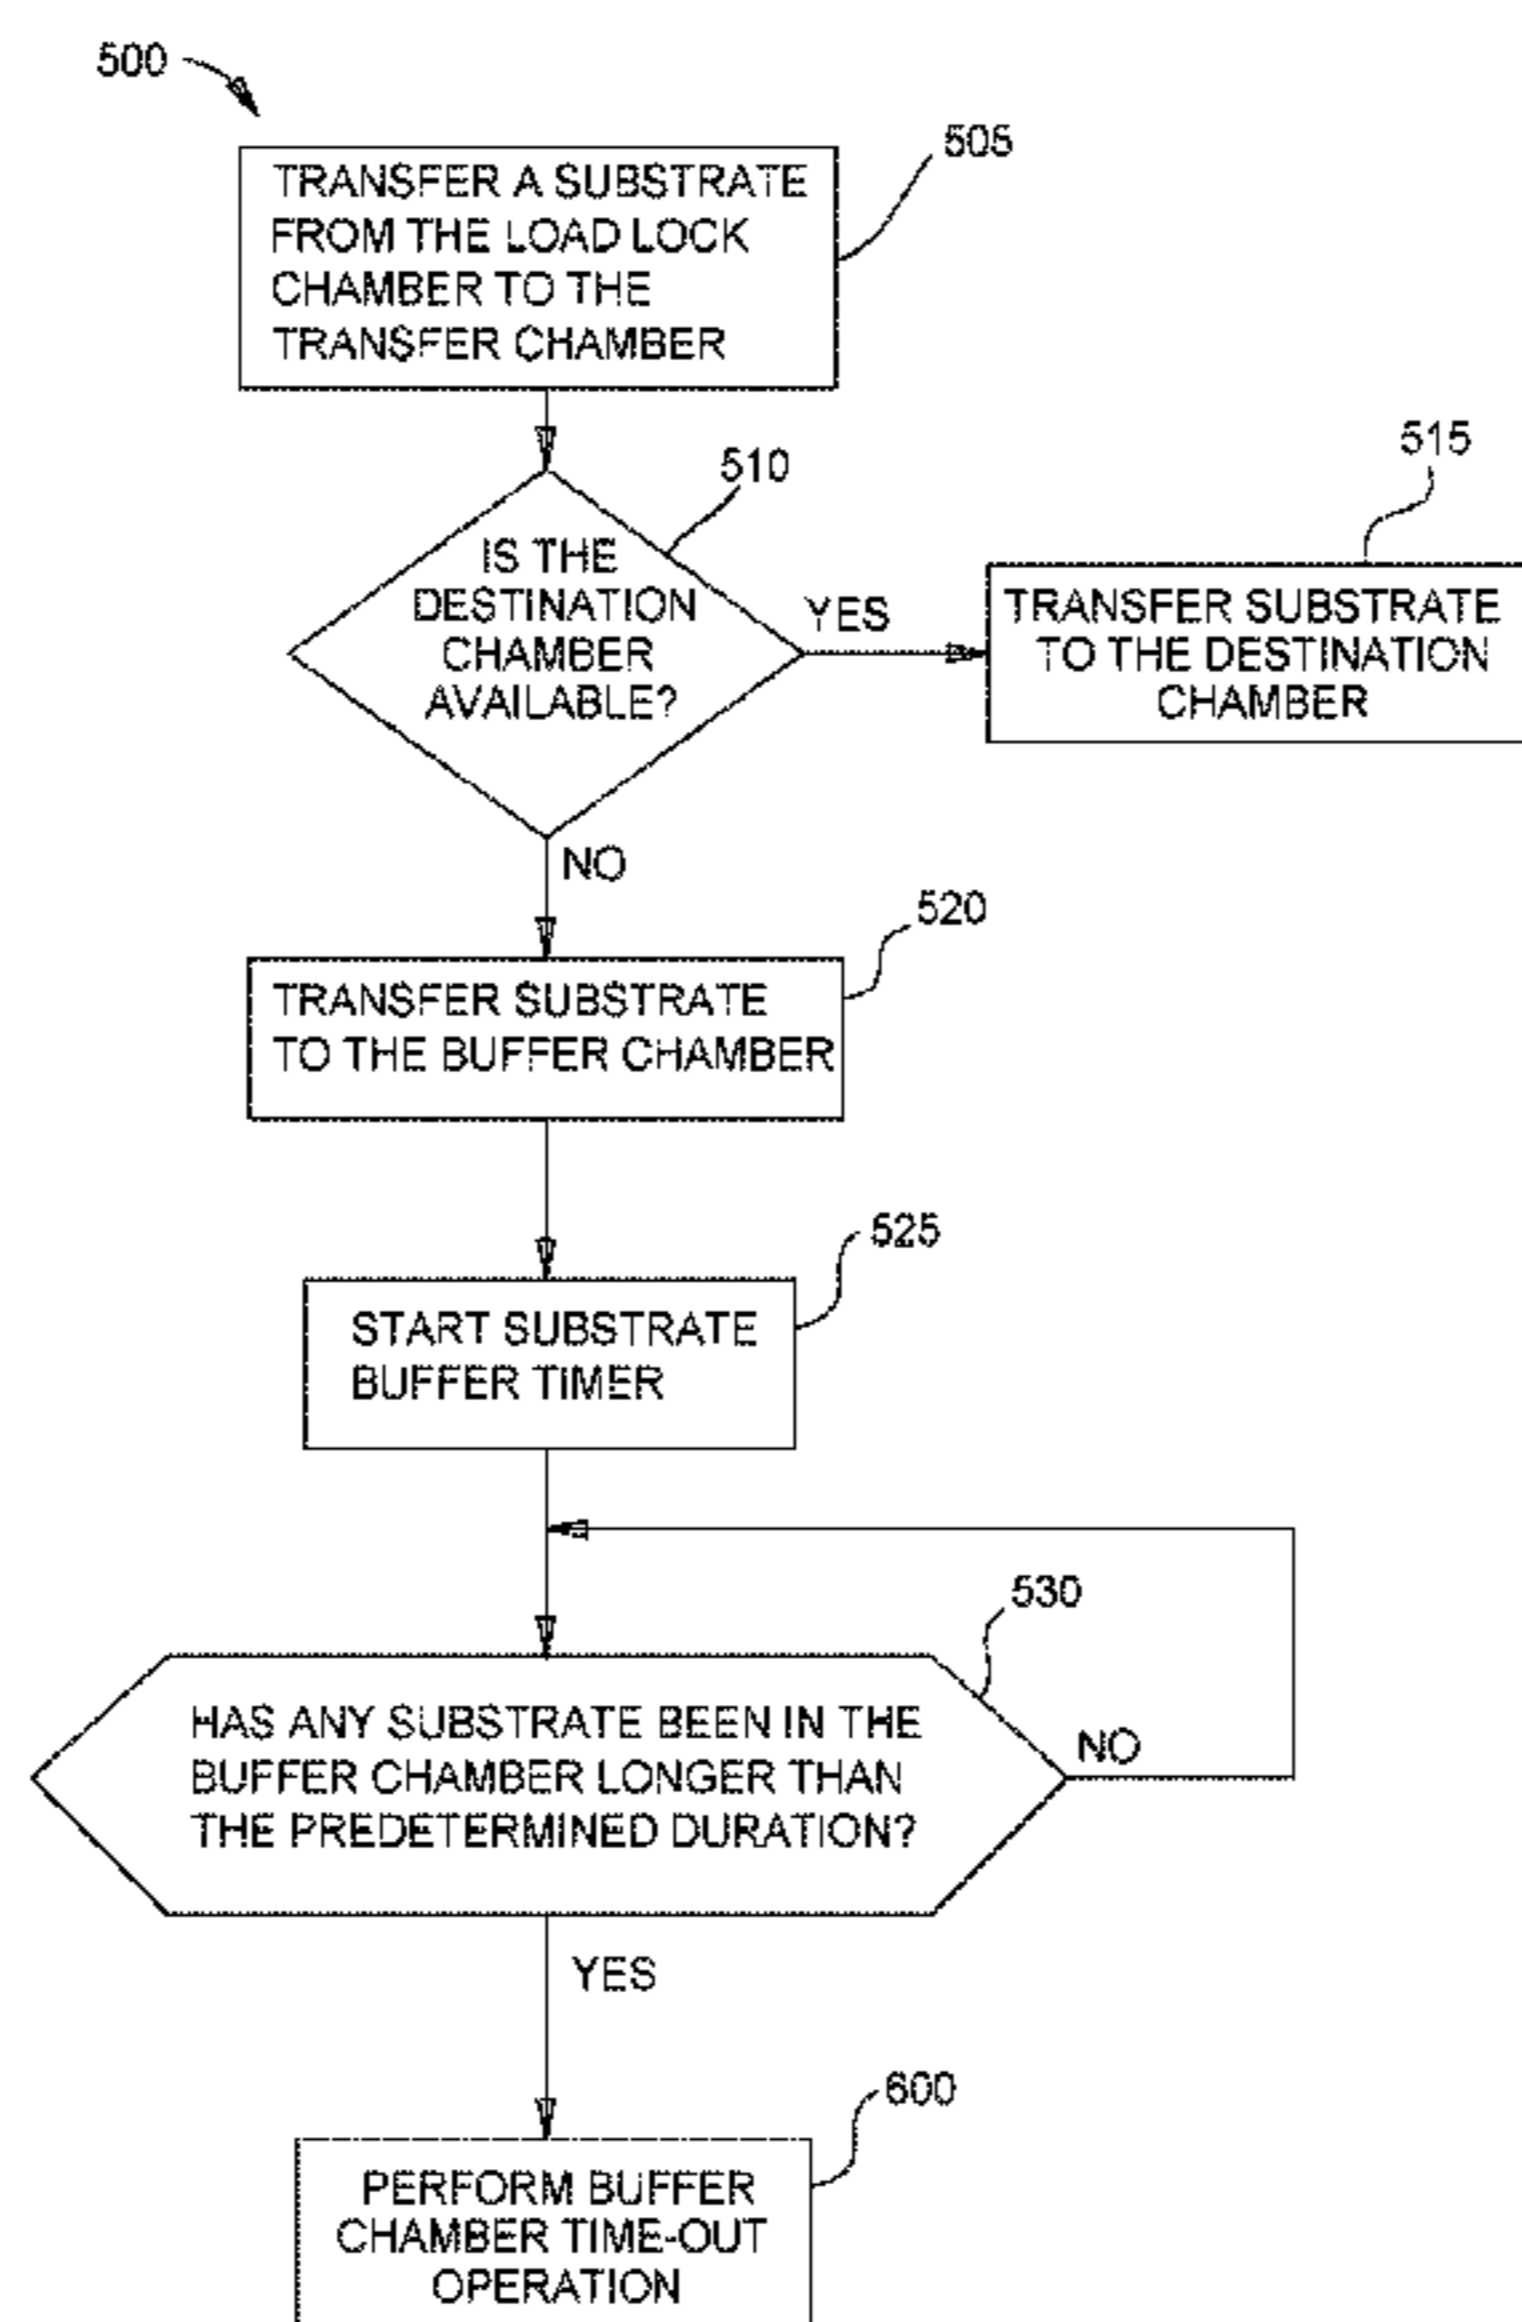 500
505
TRANSFER A SUBSTRATE
FROM THE LOAD LOCK
CHAMBER TO THE
TRANSFER CHAMBER
510
515
IS THE
DESTINATION
CHAMBER
AVAILABLE?
YES
TRANSFER SUBSTRATE
TO THE DESTINATION
CHAMBER
NO
520
TRANSFER SUBSTRATE
TO THE BUFFER CHAMBER
525
START SUBSTRATE
BUFFER TIMER
530
HAS ANY SUBSTRATE BEEN IN THE
BUFFER CHAMBER LONGER THAN
THE PREDETERMINED DURATION?
NO
YES
600
PERFORM BUFFER
CHAMBER TIME-OUT
OPERATION